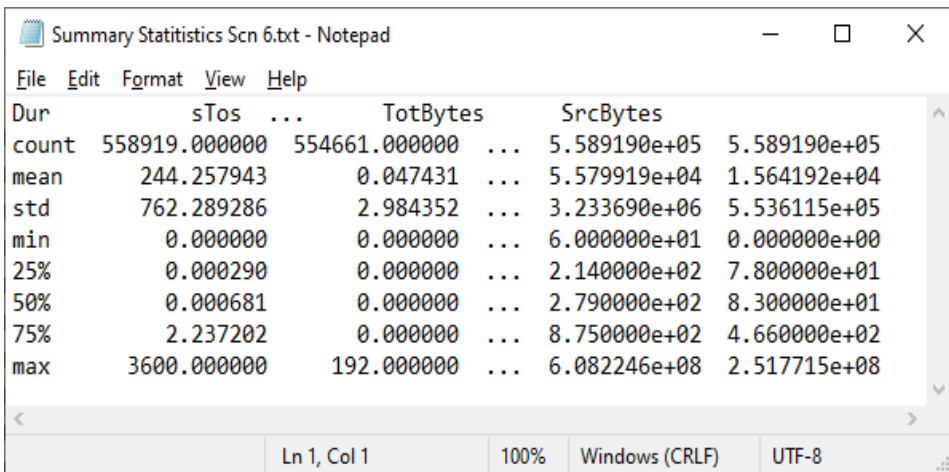 Summary Statitistics Scn 6.txt - Notepad
File Edit Format View Help
Dur sTos ... TotBytes SrcBytes
count 558919.000000 554661.000000 ... 5.589190e+05 5.589190e+05
mean 244.257943 0.047431 ... 5.579919e+04 1.564192e+04
std 762.289286 2.984352 ... 3.233690e+06 5.536115e+05
min 0.000000 0.000000 ... 6.000000e+01 0.000000e+00
25% 0.000290 0.000000 ... 2.140000e+02 7.800000e+01
50% 0.000681 0.000000 ... 2.790000e+02 8.300000e+01
75% 2.237202 0.000000 ... 8.750000e+02 4.660000e+02
max 3600.000000 192.000000 ... 6.082246e+08 2.517715e+08
Ln 1, Col 1 100% Windows (CRLF) UTF-8